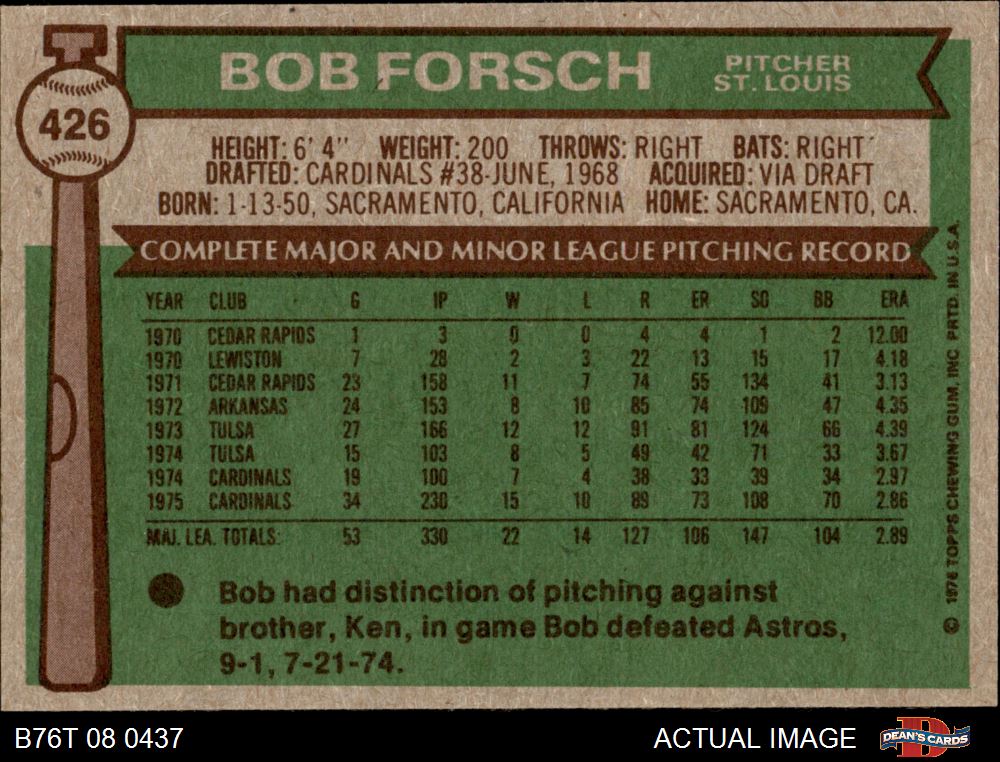 BOB FORSCH
PITCHER
ST. LOUIS
426
HEIGHT: 6' 4" WEIGHT: 200 THROWS: RIGHT BATS: RIGHT
DRAFTED: CARDINALS #38-JUNE, 1968 ACQUIRED: VIA DRAFT
BORN: 1-13-50, SACRAMENTO, CALIFORNIA HOME: SACRAMENTO, CA.
COMPLETE MAJOR AND MINOR LEAGUE PITCHING RECORD
YEAR CLUB G IP W L R ER SO BB ERA
1970 CEDAR RAPIDS 1 3 0 0 4 4 1 2 12.00
1970 LEWISTON 7 28 2 3 22 13 15 17 4.18
1971 CEDAR RAPIDS 23 158 11 7 74 55 134 41 3.13
1972 ARKANSAS 24 153 8 10 85 74 109 47 4.35
1973 TULSA 27 166 12 12 91 81 124 66 4.39
1974 TULSA 15 103 8 5 49 42 71 33 3.67
1974 CARDINALS 19 100 7 4 38 33 39 34 2.97
1975 CARDINALS 34 230 15 10 89 73 108 70 2.86
MAJ. LEA. TOTALS: 53 330 22 14 127 106 147 104 2.89
Bob had distinction of pitching against
brother, Ken, in game Bob defeated Astros,
9-1, 7-21-74.
© 1976 TOPPS CHEWING GUM, INC PRTD. IN U.S.A.
B76T 08 0437
ACTUAL IMAGE
D
DEAN'S CARDS